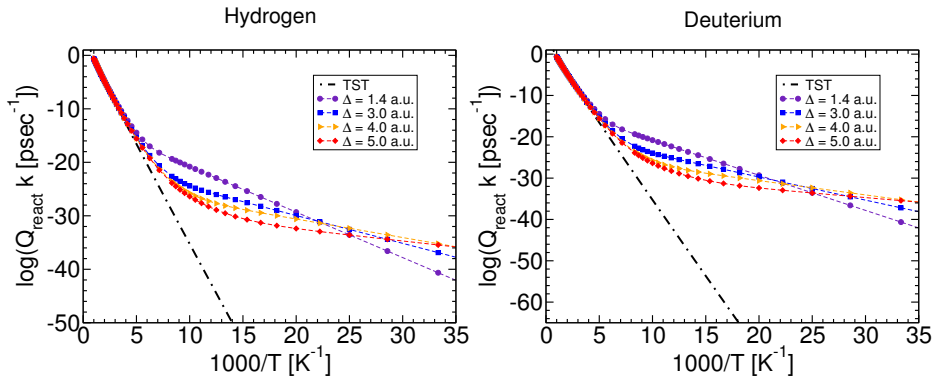 Hydrogen
0
-10
-20
-30
-40
-50
0 5 10 15 20 25 30 35
1000/T [K⁻¹]
log(Q_react k [psec⁻¹])
TST
Δ = 1.4 a.u.
Δ = 3.0 a.u.
Δ = 4.0 a.u.
Δ = 5.0 a.u.
Deuterium
0
-10
-20
-30
-40
-50
-60
0 5 10 15 20 25 30 35
1000/T [K⁻¹]
log(Q_react k [psec⁻¹])
TST
Δ = 1.4 a.u.
Δ = 3.0 a.u.
Δ = 4.0 a.u.
Δ = 5.0 a.u.